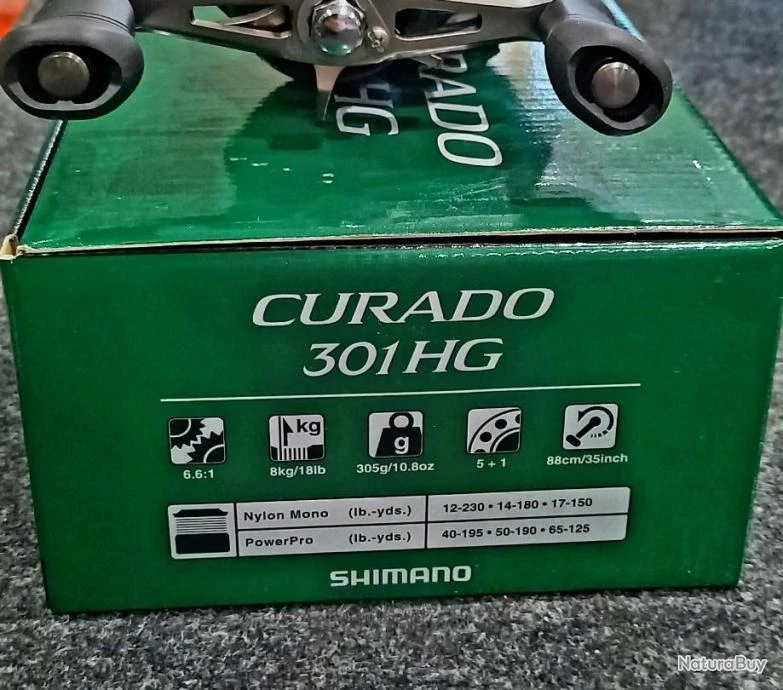 RADO
HG
CURADO
301HG
kg
g
6.6:1
8kg/18lb
305g/10.8oz
5 + 1
88cm/35inch
Nylon Mono (lb.-yds.) 12-230 • 14-180 • 17-150
PowerPro (lb.-yds.) 40-195 • 50-190 • 65-125
SHIMANO
NaturaBuy